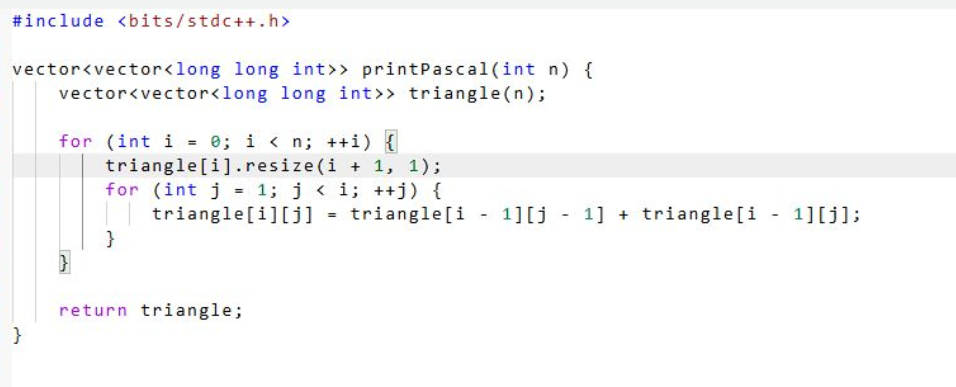 #include <bits/stdc++.h>
vector<vector<long long int>> printPascal(int n) {
vector<vector<long long int>> triangle(n);
for (int i = 0; i < n; ++i) {
triangle[i].resize(i + 1, 1);
for (int j = 1; j < i; ++j) {
triangle[i][j] = triangle[i - 1][j - 1] + triangle[i - 1][j];
}
}
return triangle;
}